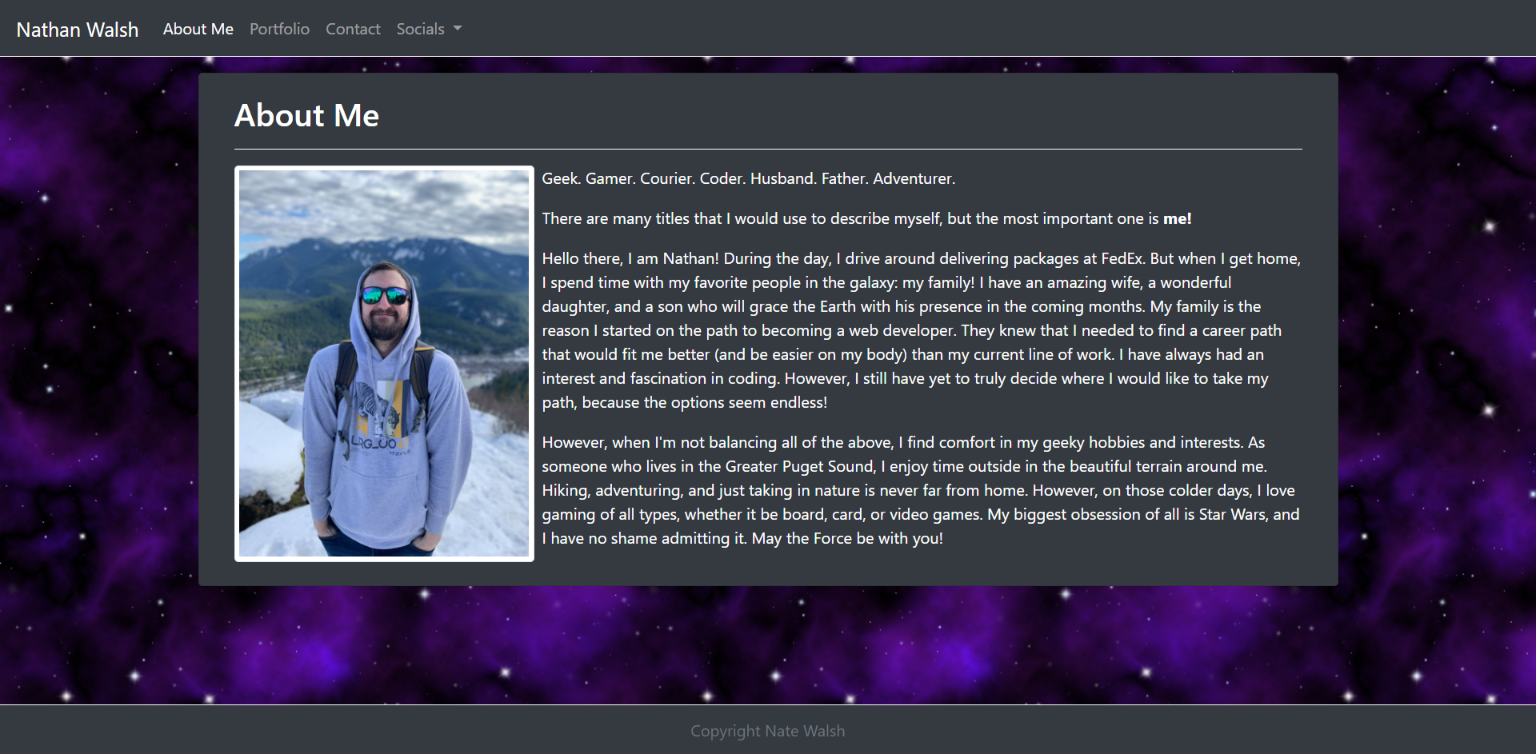 Nathan Walsh About Me Portfolio Contact Socials
About Me
Geek. Gamer. Courier. Coder. Husband. Father. Adventurer.
There are many titles that I would use to describe myself, but the most important one is me!
Hello there, I am Nathan! During the day, I drive around delivering packages at FedEx. But when I get home,
I spend time with my favorite people in the galaxy: my family! I have an amazing wife, a wonderful
daughter, and a son who will grace the Earth with his presence in the coming months. My family is the
reason I started on the path to becoming a web developer. They knew that I needed to find a career path
that would fit me better (and be easier on my body) than my current line of work. I have always had an
interest and fascination in coding. However, I still have yet to truly decide where I would like to take my
path, because the options seem endless!
However, when I'm not balancing all of the above, I find comfort in my geeky hobbies and interests. As
someone who lives in the Greater Puget Sound, I enjoy time outside in the beautiful terrain around me.
Hiking, adventuring, and just taking in nature is never far from home. However, on those colder days, I love
gaming of all types, whether it be board, card, or video games. My biggest obsession of all is Star Wars, and
I have no shame admitting it. May the Force be with you!
Copyright Nate Walsh